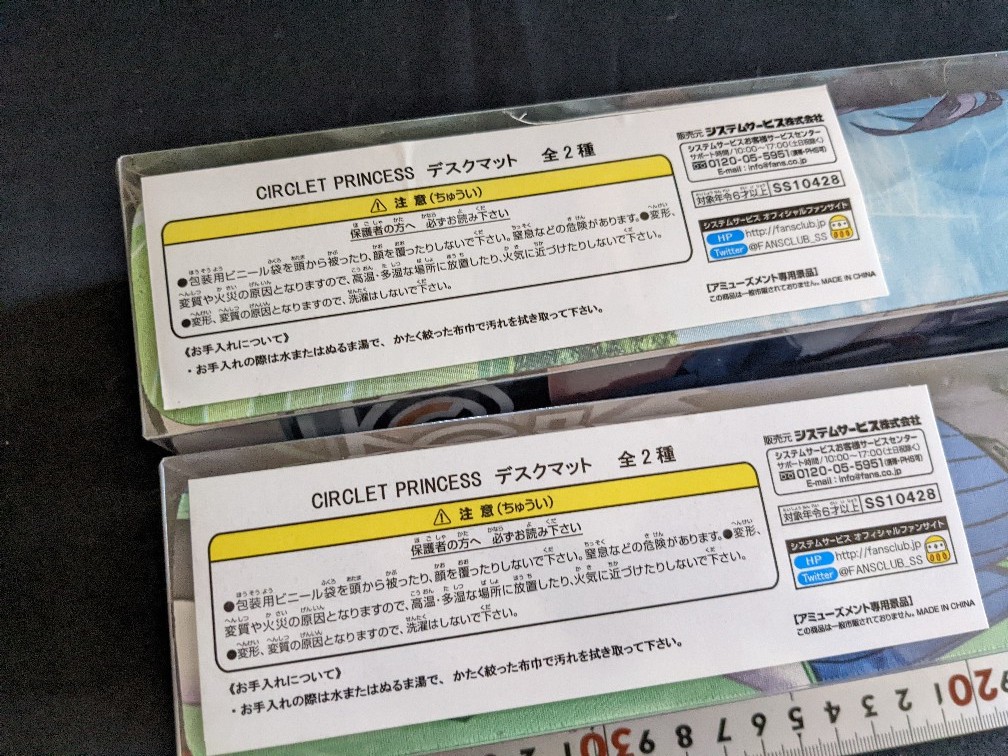 CIRCLET PRINCESS デスクマット 全2種
注意(ちゅうい)
保護者の方へ 必ずお読み下さい
●包装用ビニール袋を頭から被ったり、顔を覆ったりしないで下さい。窒息などの危険があります。●変形、
変質や火災の原因となりますので、高温・多湿な場所に放置したり、火気に近づけたりしないで下さい。
●変形、変質の原因となりますので、洗濯はしないで下さい。
《お手入れについて》
・お手入れの際は水またはぬるま湯で、かたく絞った布巾で汚れを拭き取って下さい。
販売元 システムサービス株式会社
システムサービスお客様サービスセンター
サポート時間/10:00~17:00(土日祝除く)
0120-05-5951(携帯・PHS可)
E-mail : info@fans.co.jp
対象年令6才以上 SS10428
システムサービス オフィシャルファンサイト
HP http://fansclub.jp
Twitter @FANSCLUB_SS
【アミューズメント専用景品】
この商品は一般市販されておりません。MADE IN CHINA
CIRCLET PRINCESS デスクマット 全2種
注意(ちゅうい)
保護者の方へ 必ずお読み下さい
●包装用ビニール袋を頭から被ったり、顔を覆ったりしないで下さい。窒息などの危険があります。●変形、
変質や火災の原因となりますので、高温・多湿な場所に放置したり、火気に近づけたりしないで下さい。
●変形、変質の原因となりますので、洗濯はしないで下さい。
《お手入れについて》
・お手入れの際は水またはぬるま湯で、かたく絞った布巾で汚れを拭き取って下さい。
販売元 システムサービス株式会社
システムサービスお客様サービスセンター
サポート時間/10:00~17:00(土日祝除く)
0120-05-5951(携帯・PHS可)
E-mail : info@fans.co.jp
対象年令6才以上 SS10428
システムサービス オフィシャルファンサイト
HP http://fansclub.jp
Twitter @FANSCLUB_SS
【アミューズメント専用景品】
この商品は一般市販されておりません。MADE IN CHINA
30 9 8 7 6 5 4 3 2 1 20